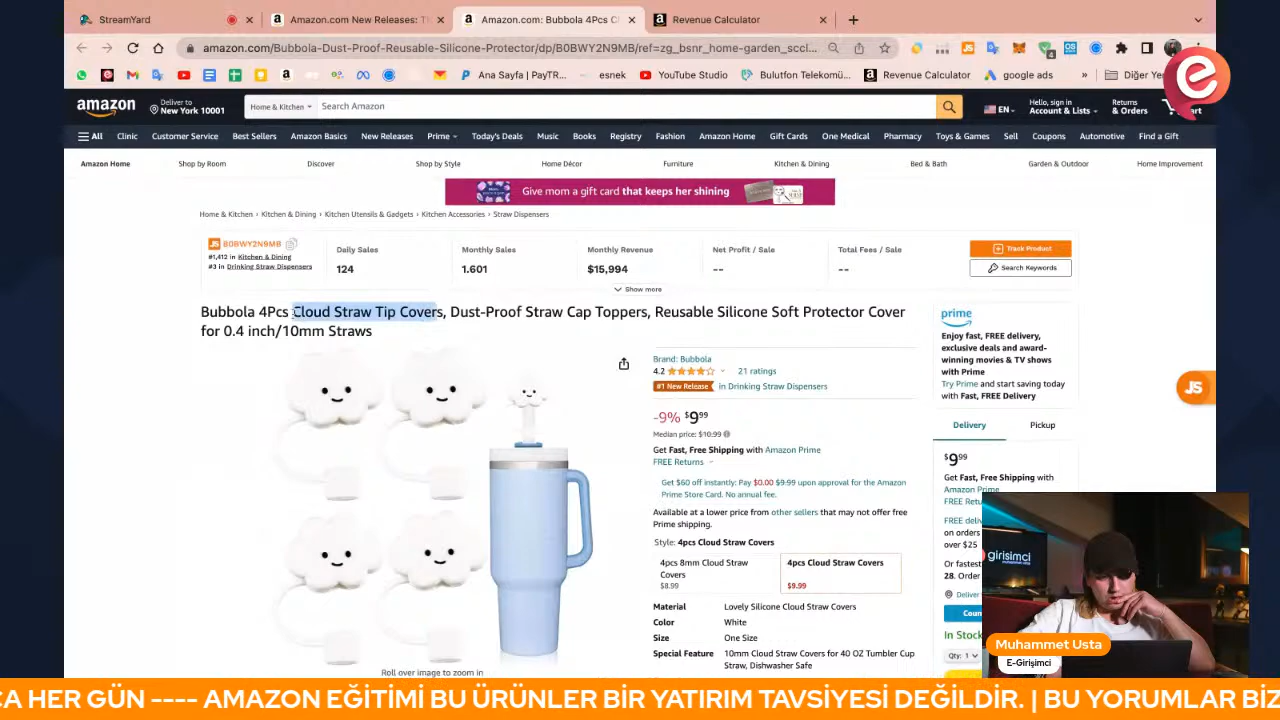 StreamYard
Amazon.com New Releases: T
Amazon.com: Bubbola 4Pcs C
Revenue Calculator
amazon.com/Bubbola-Dust-Proof-Reusable-Silicone-Protector/dp/B0BWY2N9MB/ref=zg_bsnr_home-garden_sccl...
Ana Sayfa | PayTR...
esnek
YouTube Studio
Bulutfon Telekomü...
Revenue Calculator
google ads
»
Diğer Ye
amazon
Deliver to
New York 10001
Home & Kitchen
Search Amazon
EN
Hello, sign in
Account & Lists
Returns
& Orders
All
Clinic
Customer Service
Best Sellers
Amazon Basics
New Releases
Prime
Today's Deals
Music
Books
Registry
Fashion
Amazon Home
Gift Cards
One Medical
Pharmacy
Toys & Games
Sell
Coupons
Automotive
Find a Gift
Amazon Home
Shop by Room
Discover
Shop by Style
Home Décor
Furniture
Kitchen & Dining
Bed & Bath
Garden & Outdoor
Home Improvement
Give mom a gift card that keeps her shining
Home & Kitchen › Kitchen & Dining › Kitchen Utensils & Gadgets › Kitchen Accessories › Straw Dispensers
JS B0BWY2N9MB
#1,412 in Kitchen & Dining
#3 in Drinking Straw Dispensers
Daily Sales
124
Monthly Sales
1.601
Monthly Revenue
$15,994
Net Profit / Sale
--
Total Fees / Sale
--
Track Product
Search Keywords
Show more
Bubbola 4Pcs Cloud Straw Tip Covers, Dust-Proof Straw Cap Toppers, Reusable Silicone Soft Protector Cover
for 0.4 inch/10mm Straws
Brand: Bubbola
4.2
21 ratings
#1 New Release
in Drinking Straw Dispensers
-9% $9.99
Median price: $10.99
Get Fast, Free Shipping with Amazon Prime
FREE Returns
Get $60 off instantly: Pay $0.00 $9.99 upon approval for the Amazon
Prime Store Card. No annual fee.
Available at a lower price from other sellers that may not offer free
Prime shipping.
Style: 4pcs Cloud Straw Covers
4pcs 8mm Cloud Straw
Covers
$8.99
4pcs Cloud Straw Covers
$9.99
Material Lovely Silicone Cloud Straw Covers
Color White
Size One Size
Special Feature 10mm Cloud Straw Covers for 40 OZ Tumbler Cup
Straw, Dishwasher Safe
Roll over image to zoom in
prime
Enjoy fast, FREE delivery,
exclusive deals and award-
winning movies & TV shows
with Prime
Try Prime and start saving today
with Fast, FREE Delivery
Delivery
Pickup
$9.99
Get Fast, Free Shipping with
Amazon Prime
FREE Retu
FREE deliv
on orders
over $25
Or fastes
28. Order
Deliver
In Stock
Qty: 1
JS
girisimci
Muhammet Usta
E-Girişimci
CA HER GÜN ---- AMAZON EĞİTİMİ BU ÜRÜNLER BİR YATIRIM TAVSİYESİ DEĞİLDİR. | BU YORUMLAR BİZ